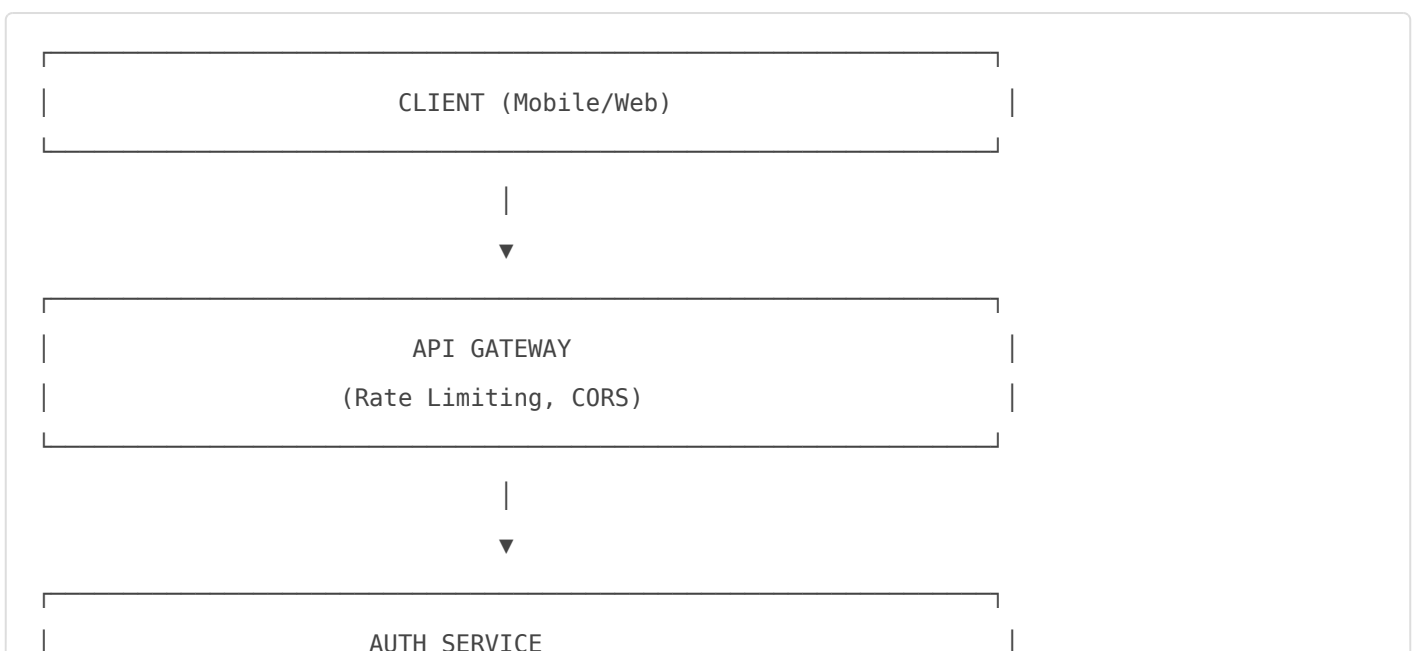 CLIENT (Mobile/Web)
API GATEWAY
(Rate Limiting, CORS)
AUTH SERVICE